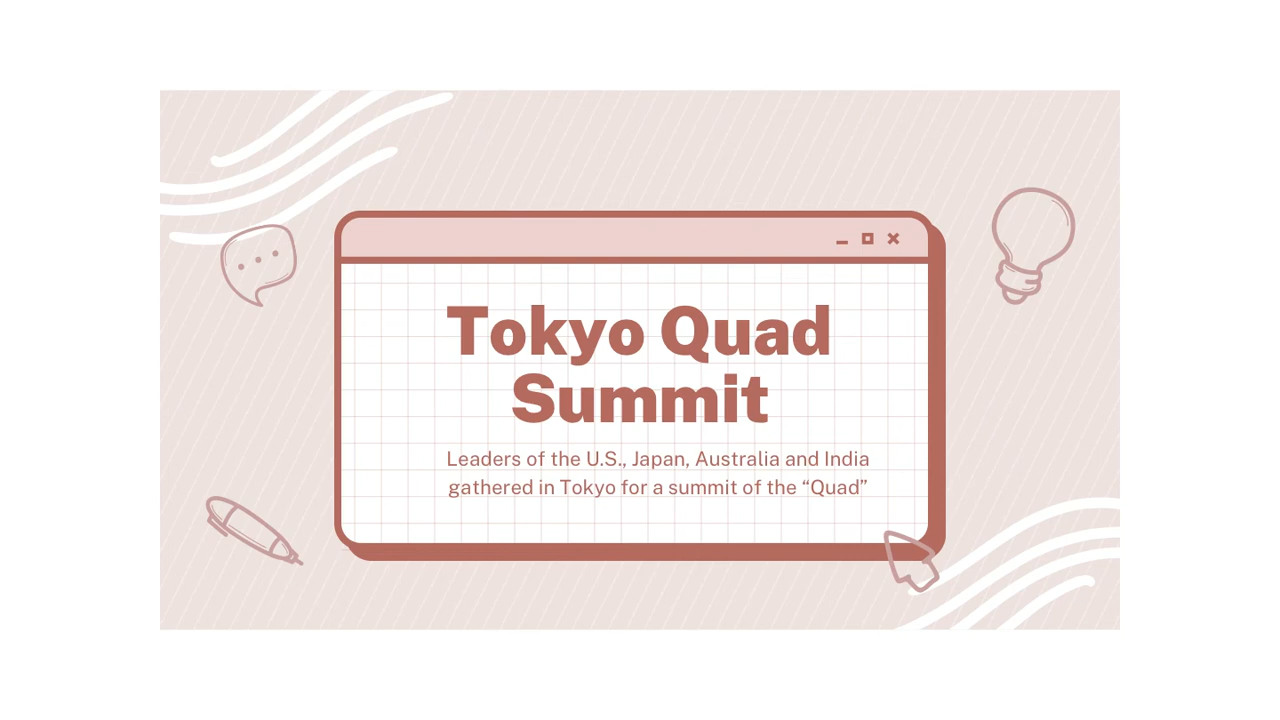 Tokyo Quad
Summit
Leaders of the U.S., Japan, Australia and India
gathered in Tokyo for a summit of the “Quad”